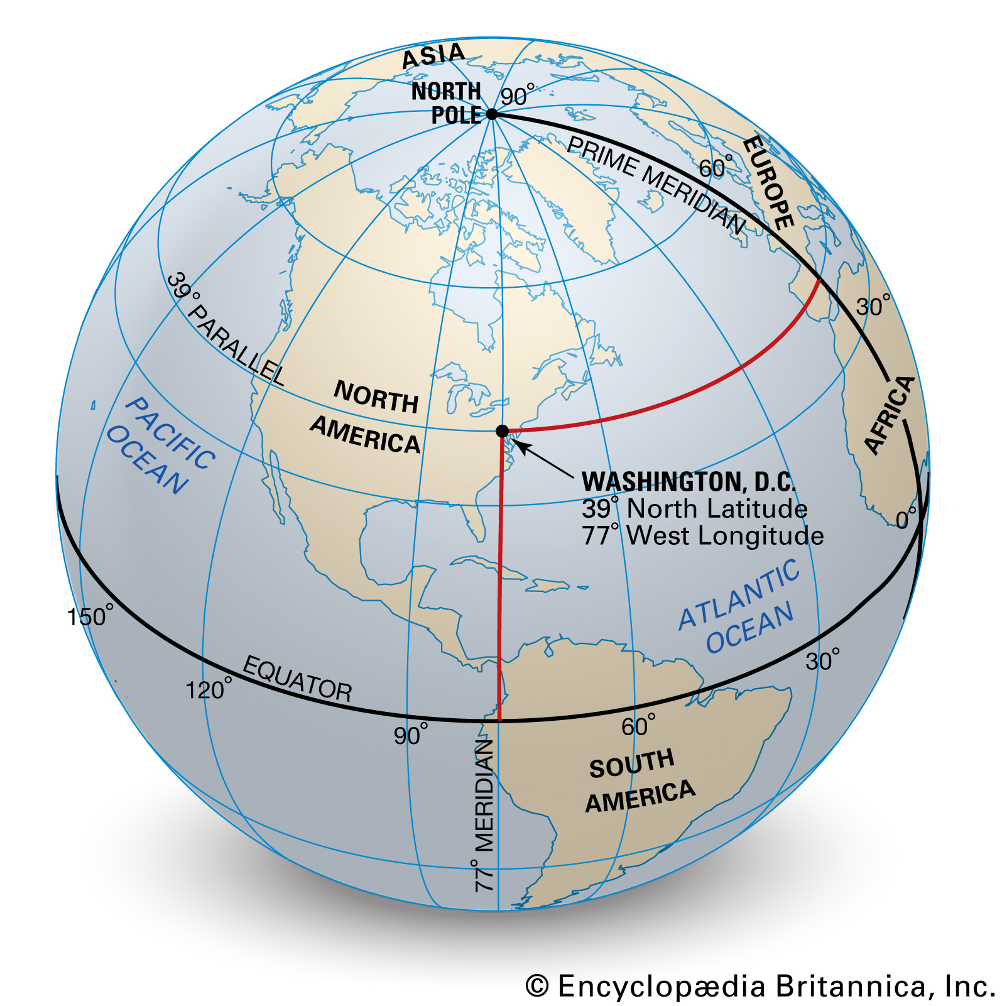 ASIA
NORTH
POLE
90°
PRIME MERIDIAN
60°
EUROPE
30°
39° PARALLEL
NORTH
AMERICA
AFRICA
PACIFIC
OCEAN
WASHINGTON, D.C.
39° North Latitude
77° West Longitude
0°
ATLANTIC
OCEAN
150°
EQUATOR
120°
90°
60°
30°
77° MERIDIAN
SOUTH
AMERICA
© Encyclopædia Britannica, Inc.